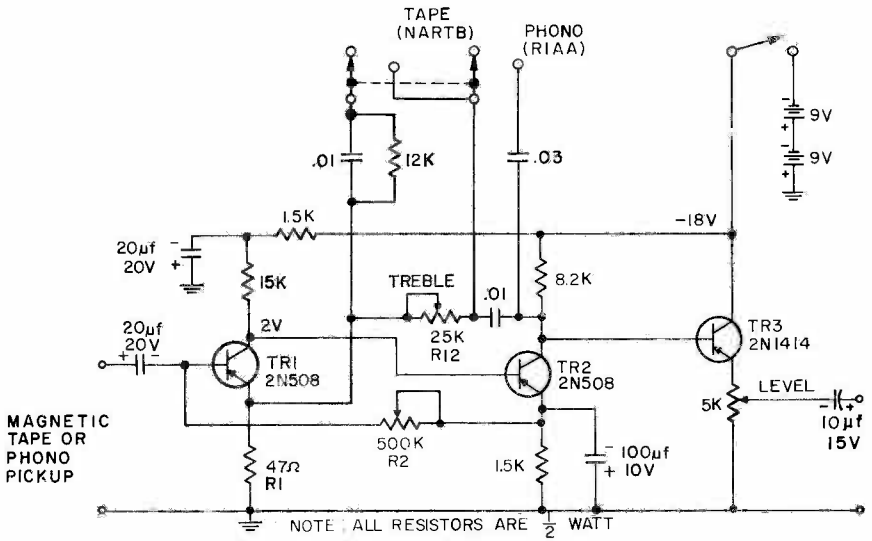 TAPE
(NARTB)
PHONO
(RIAA)
- 9V +
- 9V +
.01
12K
.03
1.5K
-18V
20µf
20V
- +
15K
TREBLE
.01
8.2K
2V
25K
R12
20µf
20V
+ -
TR1
2N508
TR2
2N508
TR3
2N1414
LEVEL
5K
- +
10µf
15V
MAGNETIC
TAPE OR
PHONO
PICKUP
500K
R2
47Ω
R1
1.5K
- 100µf
+ 10V
NOTE: ALL RESISTORS ARE 1/2 WATT